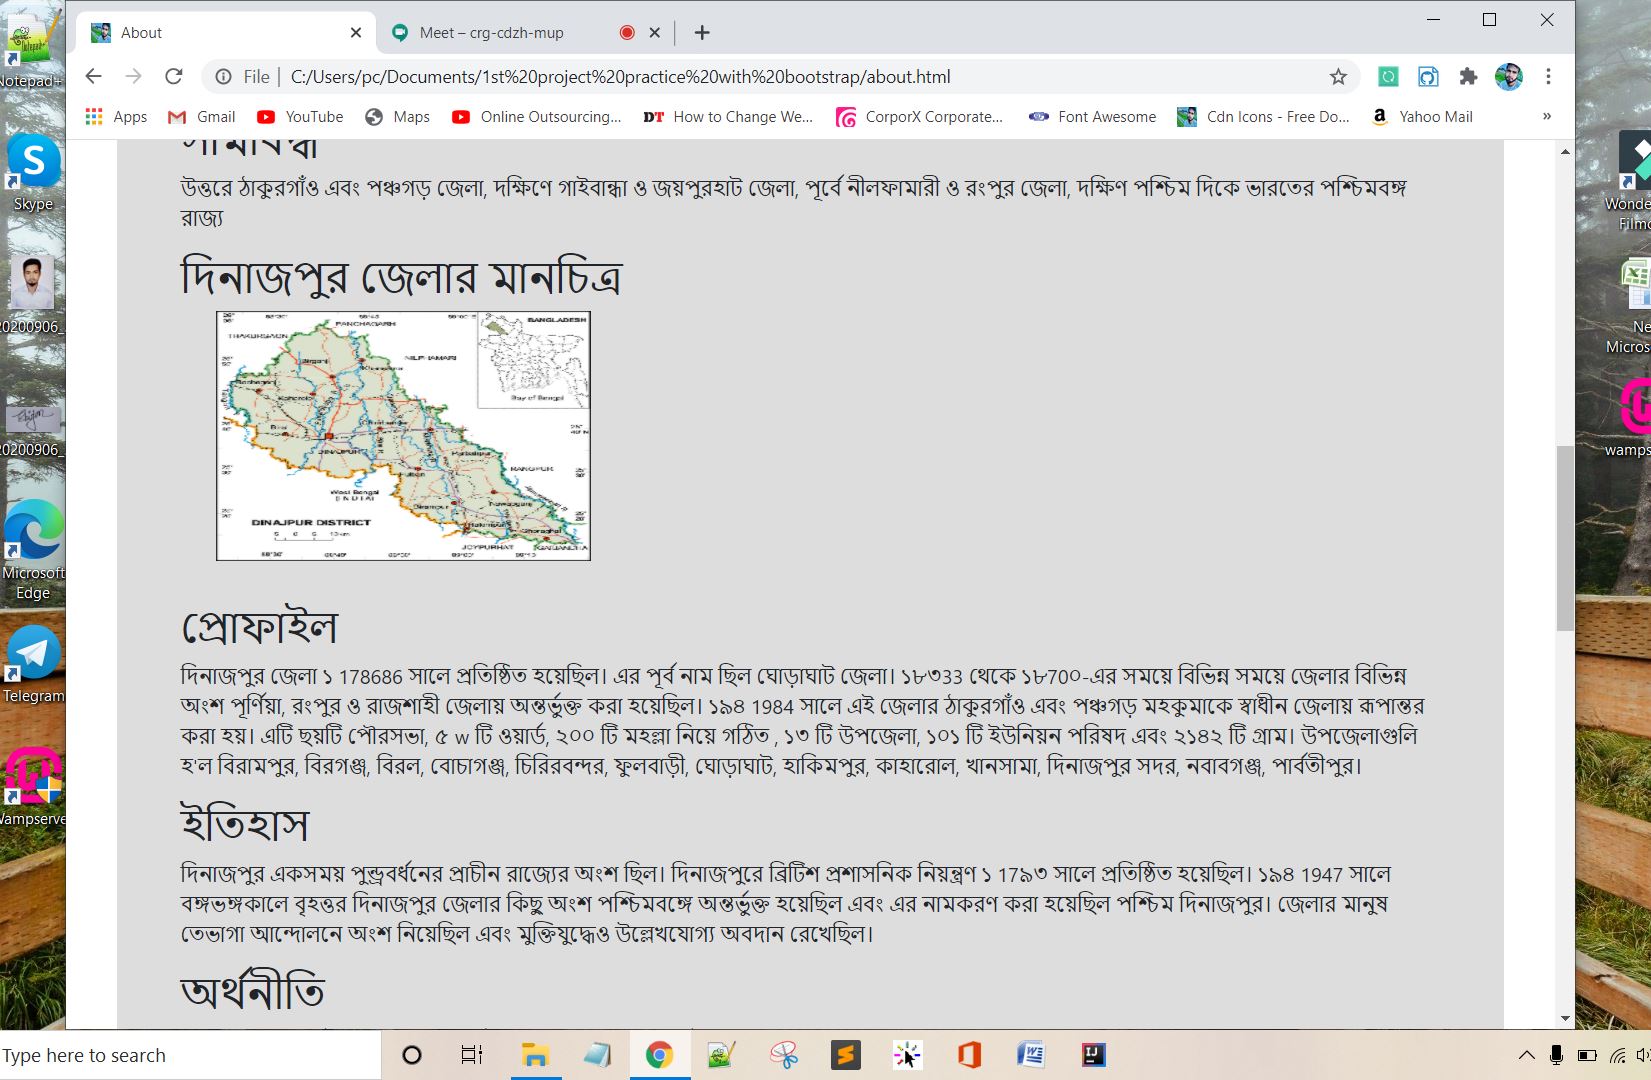 About
Meet – crg-cdzh-mup
File
C:/Users/pc/Documents/1st%20project%20practice%20with%20bootstrap/about.html
Apps
Gmail
YouTube
Maps
Online Outsourcing...
How to Change We...
CorporX Corporate...
Font Awesome
Cdn Icons - Free Do...
Yahoo Mail
»
উত্তরে ঠাকুরগাঁও এবং পঞ্চগড় জেলা, দক্ষিণে গাইবান্ধা ও জয়পুরহাট জেলা, পূর্বে নীলফামারী ও রংপুর জেলা, দক্ষিণ পশ্চিম দিকে ভারতের পশ্চিমবঙ্গ
রাজ্য
দিনাজপুর জেলার মানচিত্র
PANCHAGARH
BANGLADESH
THAKURGAON
NILPHAMARI
Bay of Bengal
DINAJPUR
RANGPUR
West Bengal
INDIA
DINAJPUR DISTRICT
JOYPURHAT
GAIBANDHA
প্রোফাইল
দিনাজপুর জেলা ১ 178686 সালে প্রতিষ্ঠিত হয়েছিল। এর পূর্ব নাম ছিল ঘোড়াঘাট জেলা। ১৮৩33 থেকে ১৮70০-এর সময়ে বিভিন্ন সময়ে জেলার বিভিন্ন
অংশ পূর্ণিয়া, রংপুর ও রাজশাহী জেলায় অন্তর্ভুক্ত করা হয়েছিল। ১৯৪ 1984 সালে এই জেলার ঠাকুরগাঁও এবং পঞ্চগড় মহকুমাকে স্বাধীন জেলায় রূপান্তর
করা হয়। এটি ছয়টি পৌরসভা, ৫ w টি ওয়ার্ড, ২০০ টি মহল্লা নিয়ে গঠিত , ১৩ টি উপজেলা, ১০১ টি ইউনিয়ন পরিষদ এবং ২১৪২ টি গ্রাম। উপজেলাগুলি
হ'ল বিরামপুর, বিরগঞ্জ, বিরল, বোচাগঞ্জ, চিরিরবন্দর, ফুলবাড়ী, ঘোড়াঘাট, হাকিমপুর, কাহারোল, খানসামা, দিনাজপুর সদর, নবাবগঞ্জ, পার্বতীপুর।
ইতিহাস
দিনাজপুর একসময় পুন্ড্রবর্ধনের প্রাচীন রাজ্যের অংশ ছিল। দিনাজপুরে ব্রিটিশ প্রশাসনিক নিয়ন্ত্রণ ১ 17৯৩ সালে প্রতিষ্ঠিত হয়েছিল। ১৯৪ 1947 সালে
বঙ্গভঙ্গকালে বৃহত্তর দিনাজপুর জেলার কিছু অংশ পশ্চিমবঙ্গে অন্তর্ভুক্ত হয়েছিল এবং এর নামকরণ করা হয়েছিল পশ্চিম দিনাজপুর। জেলার মানুষ
তেভাগা আন্দোলনে অংশ নিয়েছিল এবং মুক্তিযুদ্ধেও উল্লেখযোগ্য অবদান রেখেছিল।
অর্থনীতি
Notepad+
Skype
20200906_
20200906_
Microsoft
Edge
Telegram
Wampserve
Wonde
Filmo
Ne
Micros
wamps
Type here to search